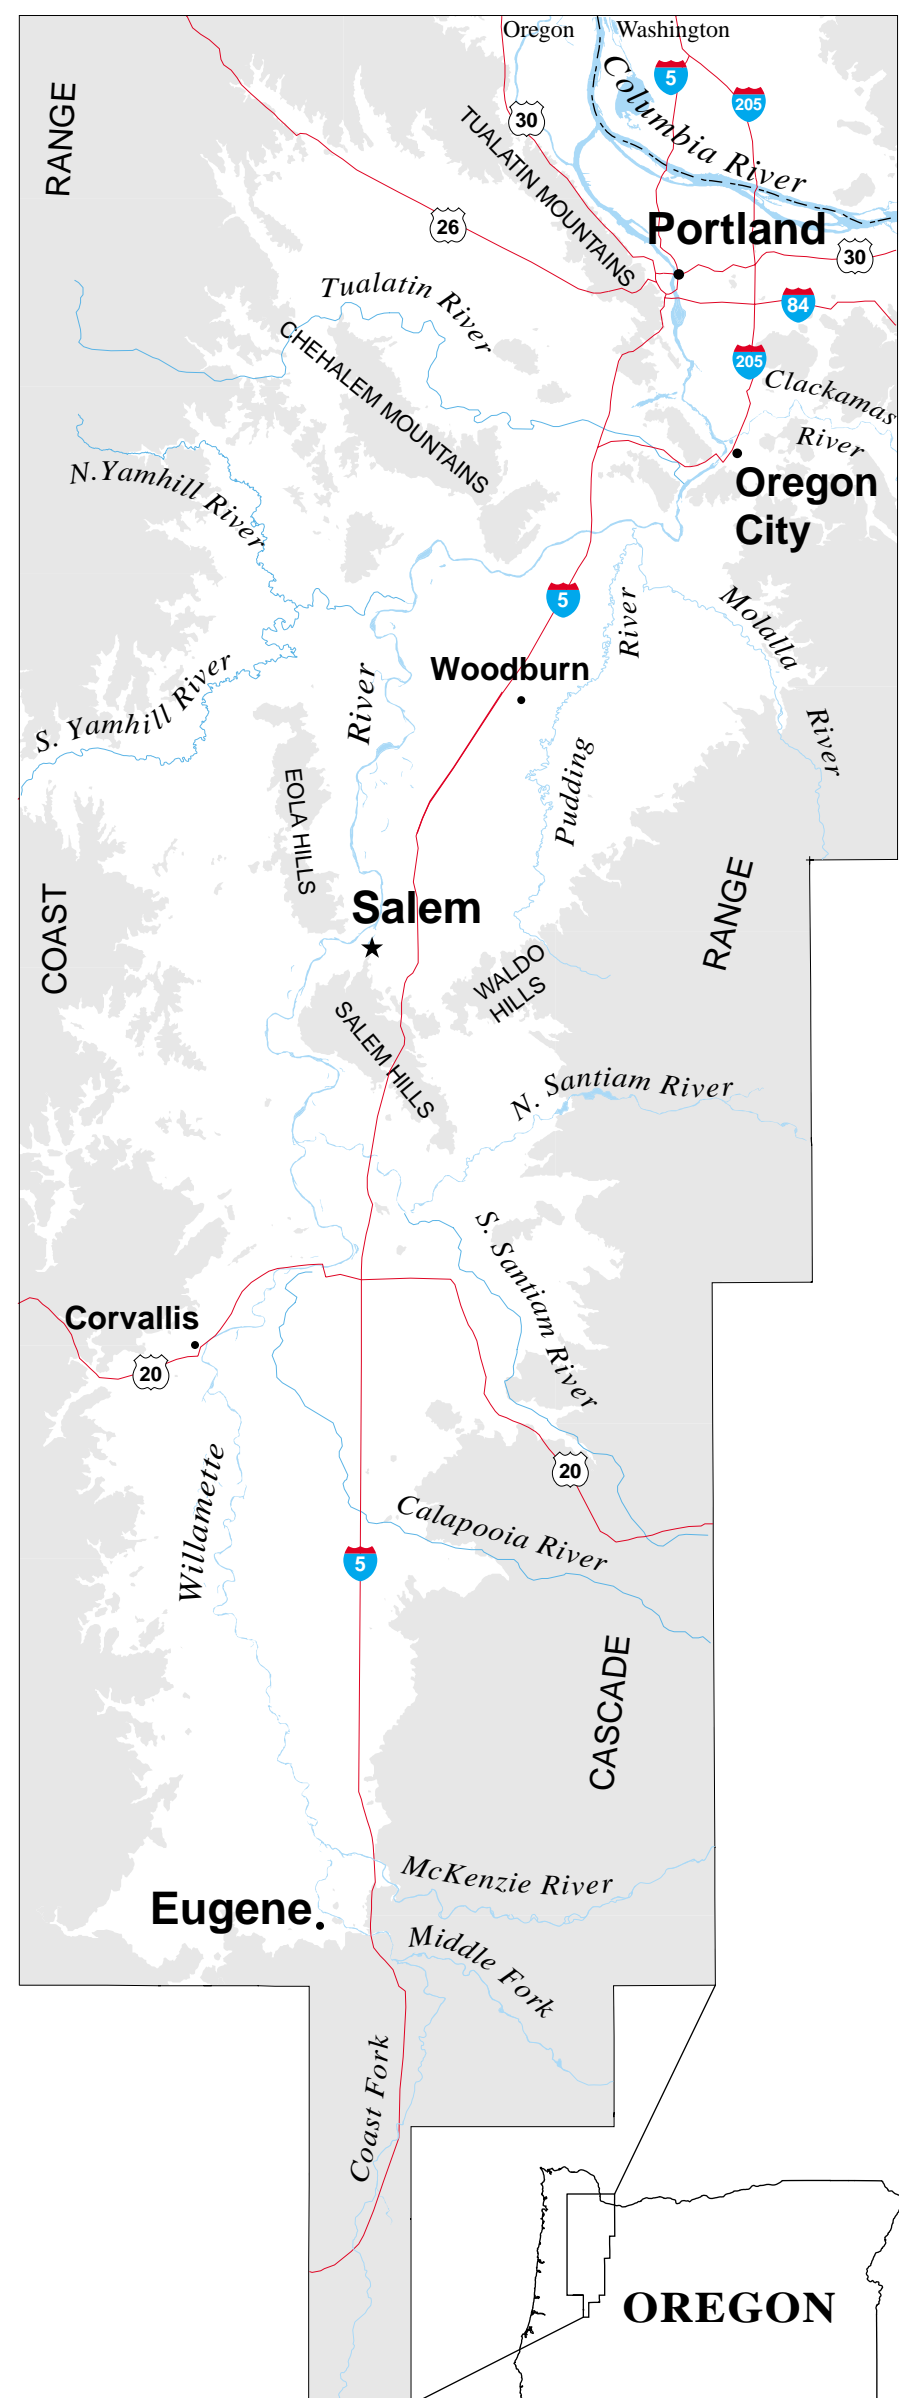 Oregon
Washington
5
205
RANGE
30
Columbia River
TUALATIN MOUNTAINS
26
Portland
30
Tualatin River
84
CHEHALEM MOUNTAINS
205
Clackamas
River
N.Yamhill River
Oregon
City
5
River
Molalla
S. Yamhill River
River
Woodburn
River
Pudding
EOLA HILLS
RANGE
COAST
Salem
WALDO
HILLS
SALEM HILLS
N. Santiam River
S. Santiam River
Corvallis
20
20
Willamette
Calapooia River
5
CASCADE
McKenzie River
Eugene
Middle Fork
Coast Fork
OREGON